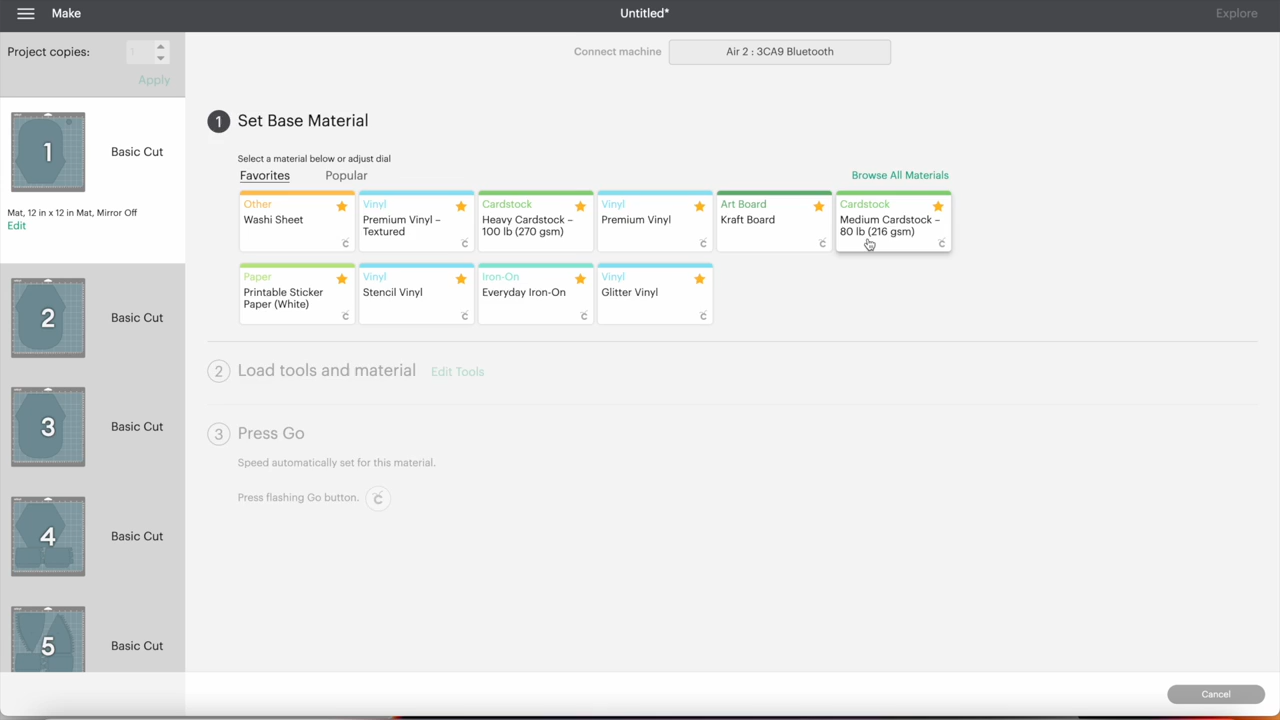 Make
Untitled*
Explore
Project copies:
1
Apply
Connect machine
Air 2 : 3CA9 Bluetooth
1
Basic Cut
Mat, 12 in x 12 in Mat, Mirror Off
Edit
2
Basic Cut
3
Basic Cut
4
Basic Cut
5
Basic Cut
1 Set Base Material
Select a material below or adjust dial
Favorites
Popular
Browse All Materials
Other
Washi Sheet
Vinyl
Premium Vinyl –
Textured
Cardstock
Heavy Cardstock –
100 lb (270 gsm)
Vinyl
Premium Vinyl
Art Board
Kraft Board
Cardstock
Medium Cardstock –
80 lb (216 gsm)
Paper
Printable Sticker
Paper (White)
Vinyl
Stencil Vinyl
Iron-On
Everyday Iron-On
Vinyl
Glitter Vinyl
2 Load tools and material Edit Tools
3 Press Go
Speed automatically set for this material.
Press flashing Go button.
Cancel